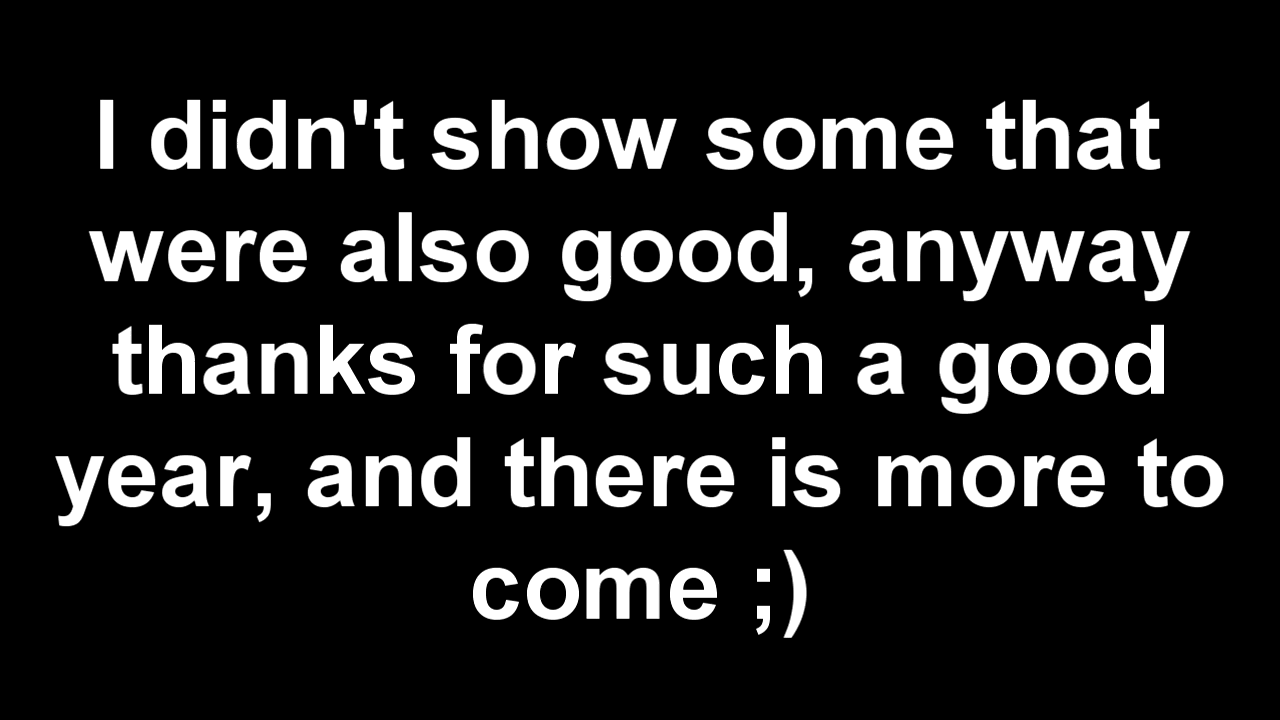 I didn't show some that
were also good, anyway
thanks for such a good
year, and there is more to
come ;)